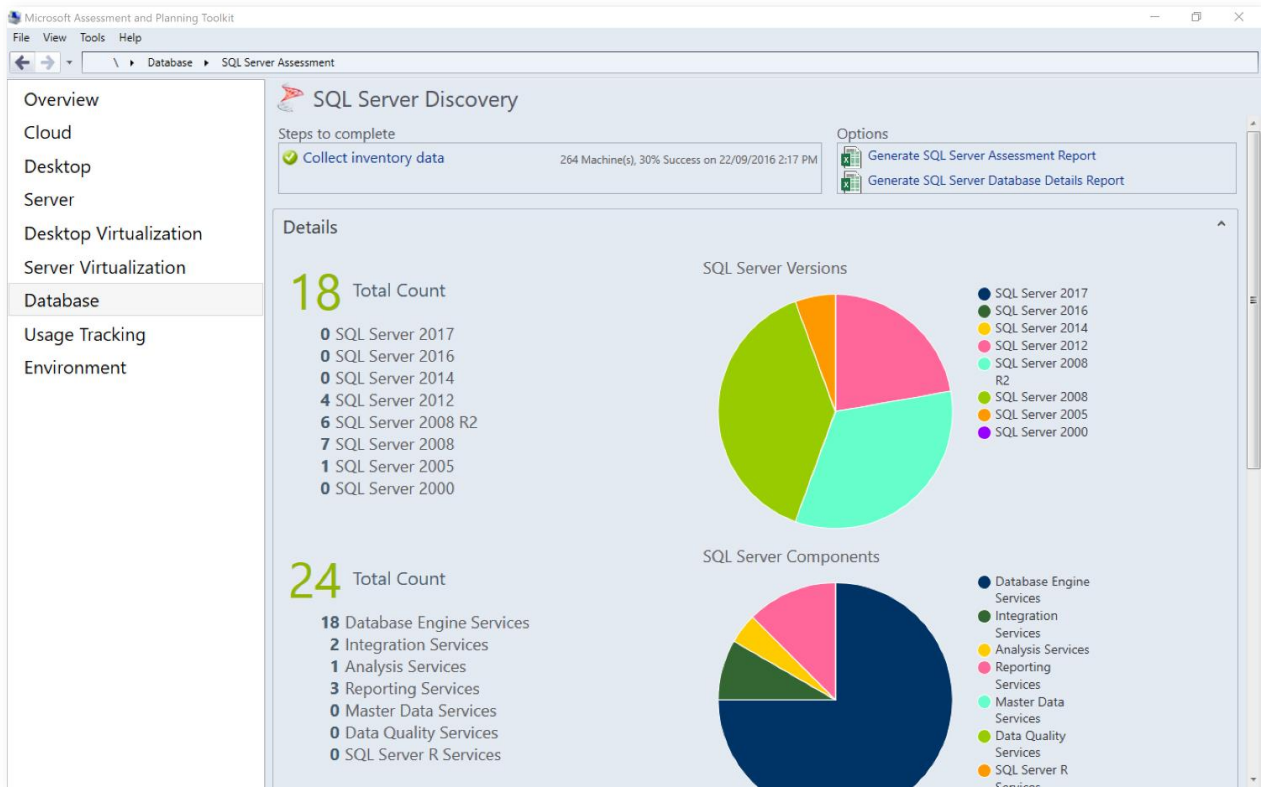 Microsoft Assessment and Planning Toolkit
File View Tools Help
\ Database SQL Server Assessment
Overview
Cloud
Desktop
Server
Desktop Virtualization
Server Virtualization
Database
Usage Tracking
Environment
SQL Server Discovery
Steps to complete
Collect inventory data 264 Machine(s), 30% Success on 22/09/2016 2:17 PM
Options
Generate SQL Server Assessment Report
Generate SQL Server Database Details Report
Details
18 Total Count
0 SQL Server 2017
0 SQL Server 2016
0 SQL Server 2014
4 SQL Server 2012
6 SQL Server 2008 R2
7 SQL Server 2008
1 SQL Server 2005
0 SQL Server 2000
SQL Server Versions
SQL Server 2017
SQL Server 2016
SQL Server 2014
SQL Server 2012
SQL Server 2008
R2
SQL Server 2008
SQL Server 2005
SQL Server 2000
24 Total Count
18 Database Engine Services
2 Integration Services
1 Analysis Services
3 Reporting Services
0 Master Data Services
0 Data Quality Services
0 SQL Server R Services
SQL Server Components
Database Engine
Services
Integration
Services
Analysis Services
Reporting
Services
Master Data
Services
Data Quality
Services
SQL Server R
Services